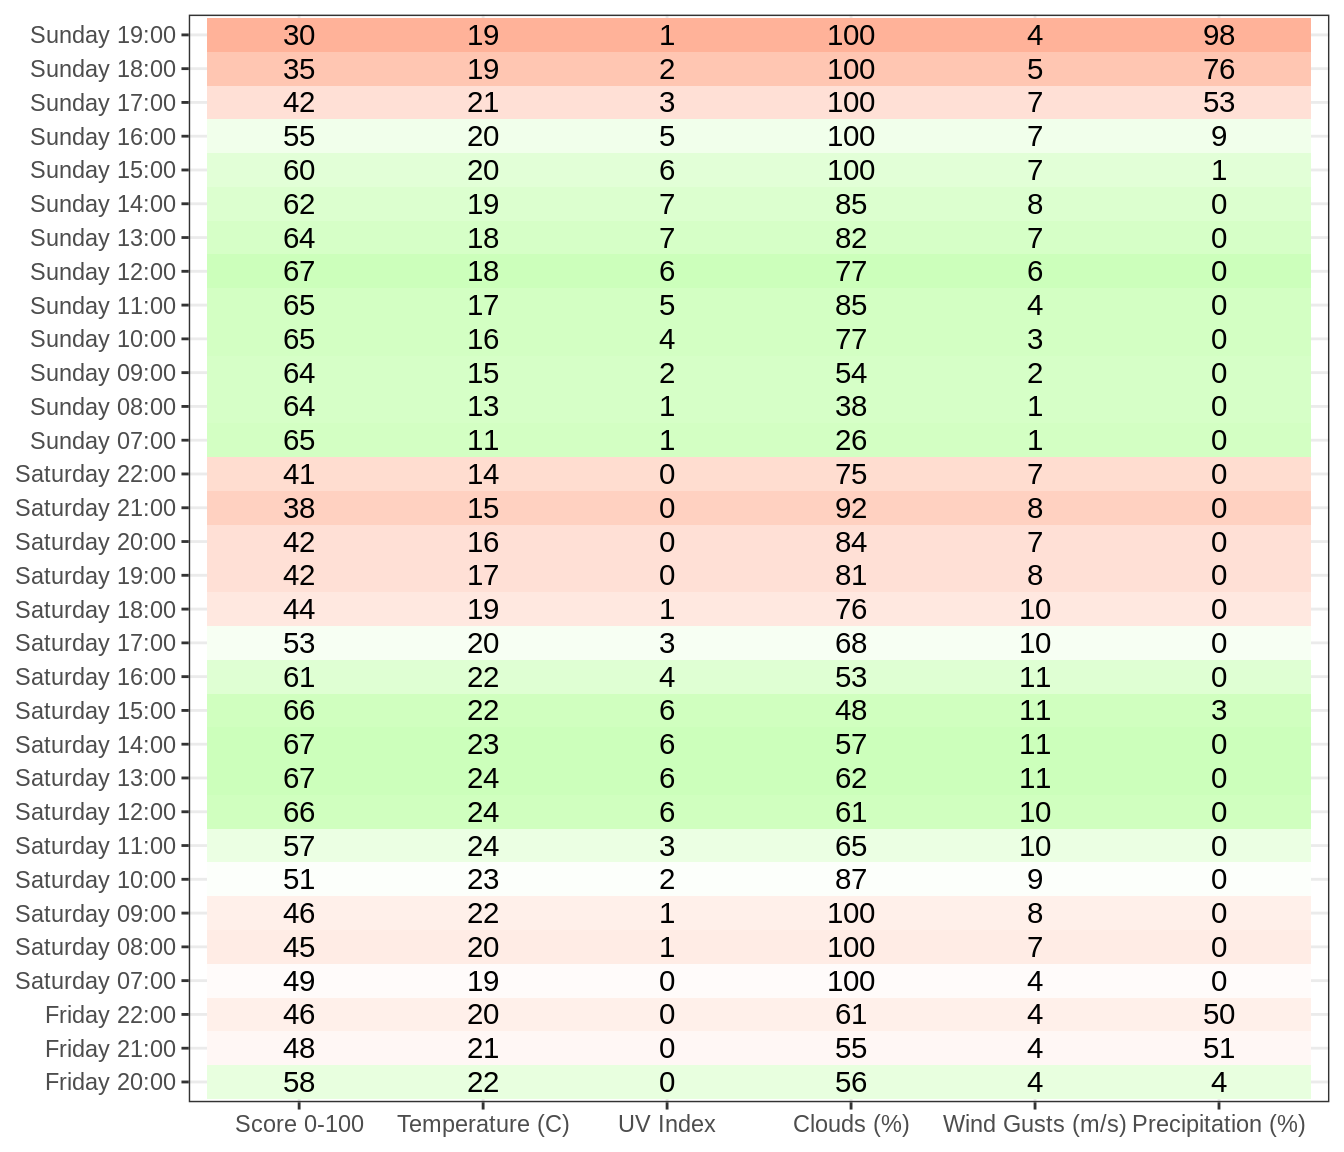 Sunday 19:00 30 19 1 100 4 98
Sunday 18:00 35 19 2 100 5 76
Sunday 17:00 42 21 3 100 7 53
Sunday 16:00 55 20 5 100 7 9
Sunday 15:00 60 20 6 100 7 1
Sunday 14:00 62 19 7 85 8 0
Sunday 13:00 64 18 7 82 7 0
Sunday 12:00 67 18 6 77 6 0
Sunday 11:00 65 17 5 85 4 0
Sunday 10:00 65 16 4 77 3 0
Sunday 09:00 64 15 2 54 2 0
Sunday 08:00 64 13 1 38 1 0
Sunday 07:00 65 11 1 26 1 0
Saturday 22:00 41 14 0 75 7 0
Saturday 21:00 38 15 0 92 8 0
Saturday 20:00 42 16 0 84 7 0
Saturday 19:00 42 17 0 81 8 0
Saturday 18:00 44 19 1 76 10 0
Saturday 17:00 53 20 3 68 10 0
Saturday 16:00 61 22 4 53 11 0
Saturday 15:00 66 22 6 48 11 3
Saturday 14:00 67 23 6 57 11 0
Saturday 13:00 67 24 6 62 11 0
Saturday 12:00 66 24 6 61 10 0
Saturday 11:00 57 24 3 65 10 0
Saturday 10:00 51 23 2 87 9 0
Saturday 09:00 46 22 1 100 8 0
Saturday 08:00 45 20 1 100 7 0
Saturday 07:00 49 19 0 100 4 0
Friday 22:00 46 20 0 61 4 50
Friday 21:00 48 21 0 55 4 51
Friday 20:00 58 22 0 56 4 4
Score 0-100 Temperature (C) UV Index Clouds (%) Wind Gusts (m/s) Precipitation (%)